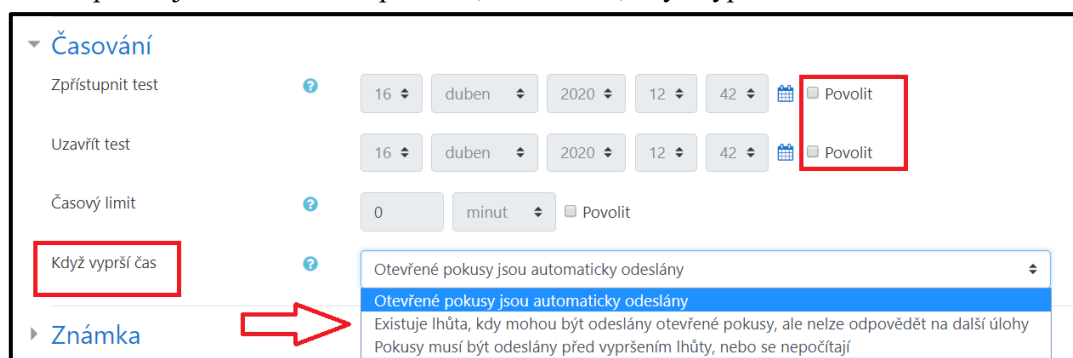 Časování
Zpřístupnit test 16 duben 2020 12 42 Povolit
Uzavřít test 16 duben 2020 12 42 Povolit
Časový limit 0 minut Povolit
Když vyprší čas Otevřené pokusy jsou automaticky odeslány
Otevřené pokusy jsou automaticky odeslány
Existuje lhůta, kdy mohou být odeslány otevřené pokusy, ale nelze odpovědět na další úlohy
Známka
Pokusy musí být odeslány před vypršením lhůty, nebo se nepočítají